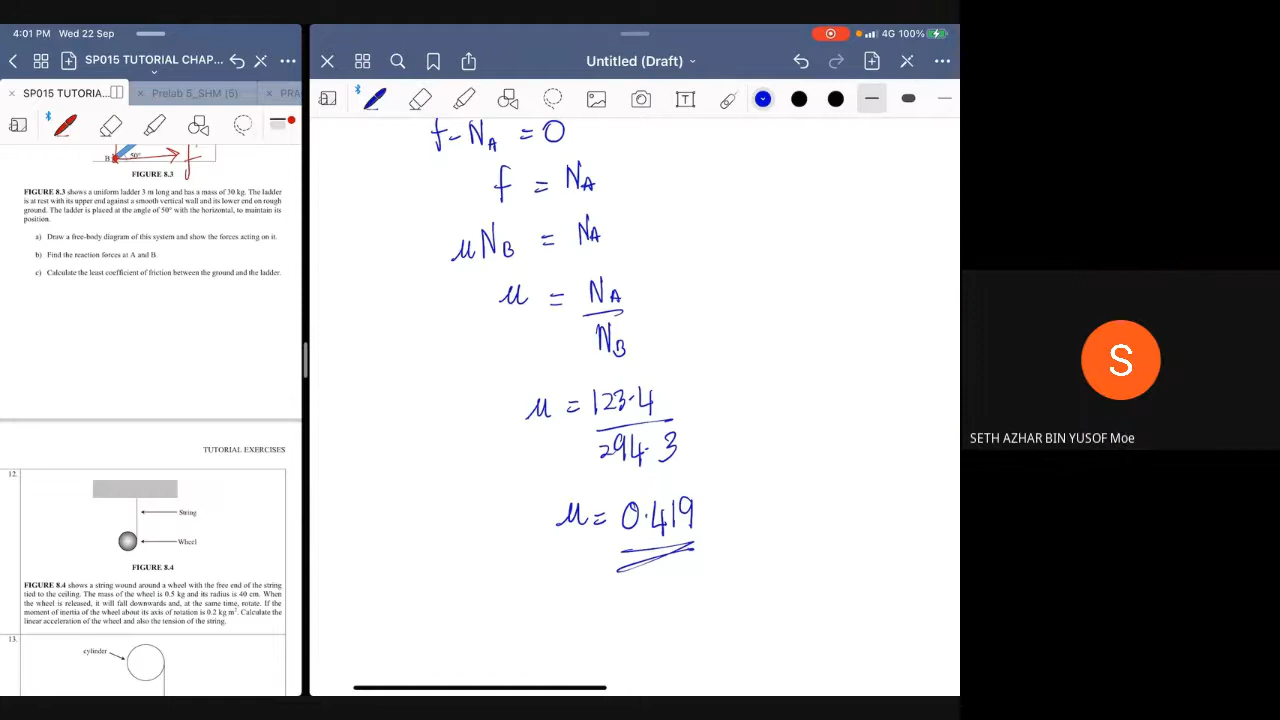 4:01 PM Wed 22 Sep
4G 100%
SP015 TUTORIAL CHAP...
Untitled (Draft)
SP015 TUTORIA...
Prelab 5_SHM (5)
PRA
B
50°
f
FIGURE 8.3
FIGURE 8.3 shows a uniform ladder 3 m long and has a mass of 30 kg. The ladder
is at rest with its upper end against a smooth vertical wall and its lower end on rough
ground. The ladder is placed at the angle of 50° with the horizontal, to maintain its
position.
a) Draw a free-body diagram of this system and show the forces acting on it.
b) Find the reaction forces at A and B.
c) Calculate the least coefficient of friction between the ground and the ladder.
TUTORIAL EXERCISES
12.
String
Wheel
FIGURE 8.4
FIGURE 8.4 shows a string wound around a wheel with the free end of the string
tied to the ceiling. The mass of the wheel is 0.5 kg and its radius is 40 cm. When
the wheel is released, it will fall downwards and, at the same time, rotate. If the
moment of inertia of the wheel about its axis of rotation is 0.2 kg m². Calculate the
linear acceleration of the wheel and also the tension of the string.
13.
cylinder
f - NA = 0
f = NA
μNB = NA
μ = NA
NB
μ = 123.4
294.3
μ = 0.419
S
SETH AZHAR BIN YUSOF Moe